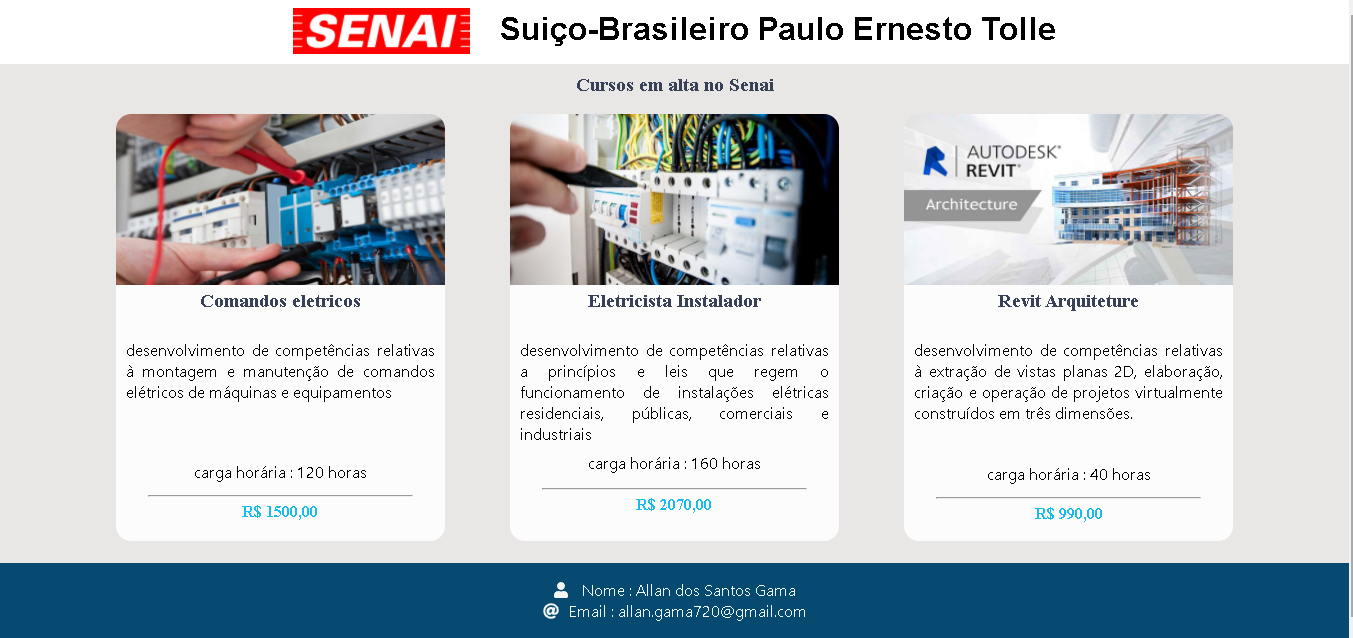 SENAI Suiço-Brasileiro Paulo Ernesto Tolle
Cursos em alta no Senai
AUTODESK®
REVIT®
Architecture
Comandos eletricos
desenvolvimento de competências relativas
à montagem e manutenção de comandos
elétricos de máquinas e equipamentos
carga horária : 120 horas
R$ 1500,00
Eletricista Instalador
desenvolvimento de competências relativas
a princípios e leis que regem o
funcionamento de instalações elétricas
residenciais, públicas, comerciais e
industriais
carga horária : 160 horas
R$ 2070,00
Revit Arquiteture
desenvolvimento de competências relativas
à extração de vistas planas 2D, elaboração,
criação e operação de projetos virtualmente
construídos em três dimensões.
carga horária : 40 horas
R$ 990,00
Nome : Allan dos Santos Gama
Email : allan.gama720@gmail.com